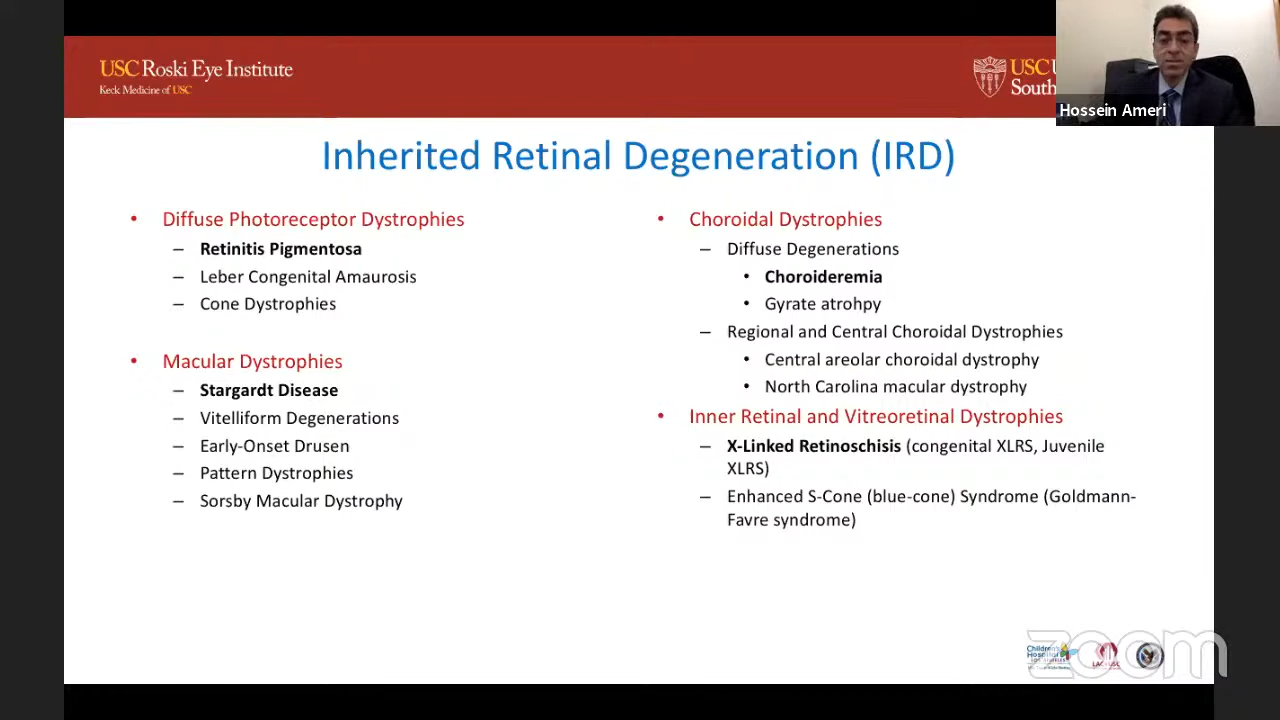 USC Roski Eye Institute
Keck Medicine of USC
USC
South
Hossein Ameri
Inherited Retinal Degeneration (IRD)
• Diffuse Photoreceptor Dystrophies
– Retinitis Pigmentosa
– Leber Congenital Amaurosis
– Cone Dystrophies
• Macular Dystrophies
– Stargardt Disease
– Vitelliform Degenerations
– Early-Onset Drusen
– Pattern Dystrophies
– Sorsby Macular Dystrophy
• Choroidal Dystrophies
– Diffuse Degenerations
• Choroideremia
• Gyrate atrohpy
– Regional and Central Choroidal Dystrophies
• Central areolar choroidal dystrophy
• North Carolina macular dystrophy
• Inner Retinal and Vitreoretinal Dystrophies
– X-Linked Retinoschisis (congenital XLRS, Juvenile
XLRS)
– Enhanced S-Cone (blue-cone) Syndrome (Goldmann-
Favre syndrome)
Children's
Hospital
zoom